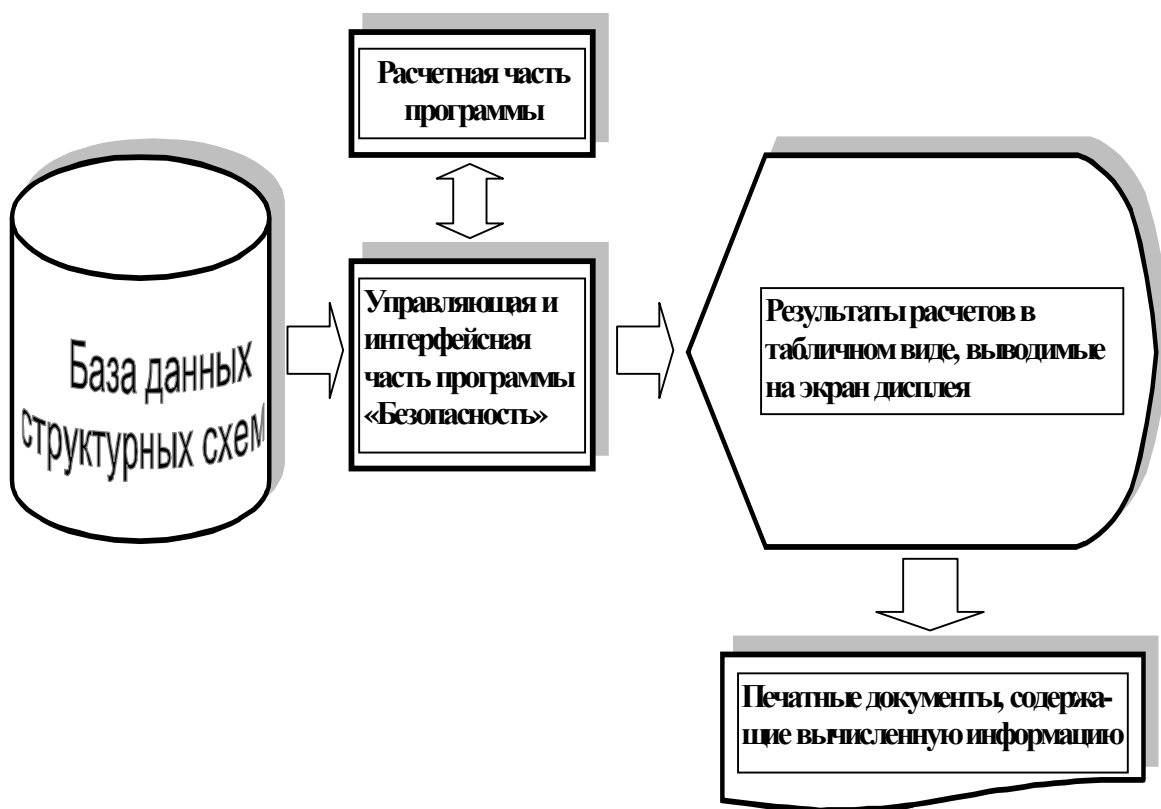 Расчетная часть
программы
База данных
структурных схем
Управляющая и
интерфейсная
часть программы
«Безопасность»
Результаты расчетов в
табличном виде, выводимые
на экран дисплея
Печатные документы, содержа-
щие вычисленную информацию